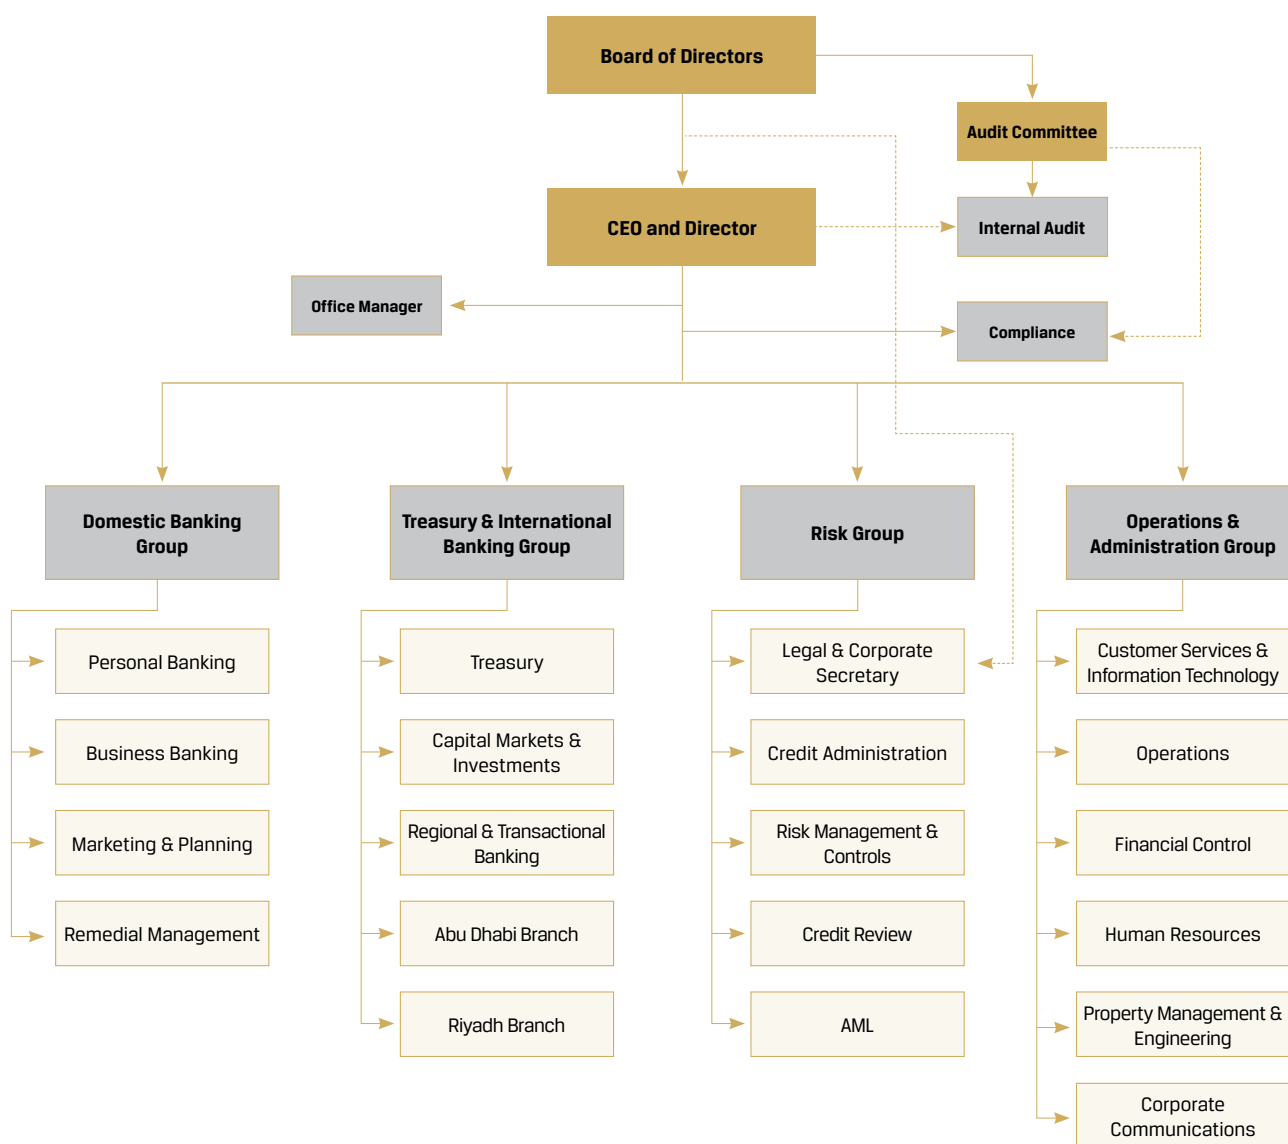 Board of Directors
Audit Committee
CEO and Director
Internal Audit
Office Manager
Compliance
Domestic Banking
Group
Treasury & International
Banking Group
Risk Group
Operations &
Administration Group
Personal Banking
Business Banking
Marketing & Planning
Remedial Management
Treasury
Capital Markets &
Investments
Regional & Transactional
Banking
Abu Dhabi Branch
Riyadh Branch
Legal & Corporate
Secretary
Credit Administration
Risk Management &
Controls
Credit Review
AML
Customer Services &
Information Technology
Operations
Financial Control
Human Resources
Property Management &
Engineering
Corporate
Communications